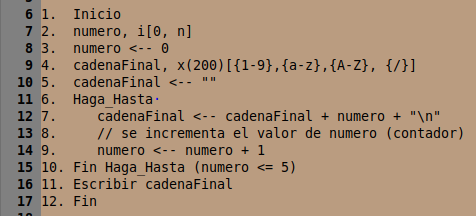 6 1.  Inicio
7 2.  numero, i[0, n]
8 3.  numero <-- 0
9 4.  cadenaFinal, x(200)[{1-9},{a-z},{A-Z}, {/}]
10 5.  cadenaFinal <-- ""
11 6.  Haga_Hasta·
12 7.     cadenaFinal <-- cadenaFinal + numero + "\n"
13 8.     // se incrementa el valor de numero (contador)
14 9.     numero <-- numero + 1
15 10. Fin Haga_Hasta (numero <= 5)
16 11. Escribir cadenaFinal
17 12. Fin